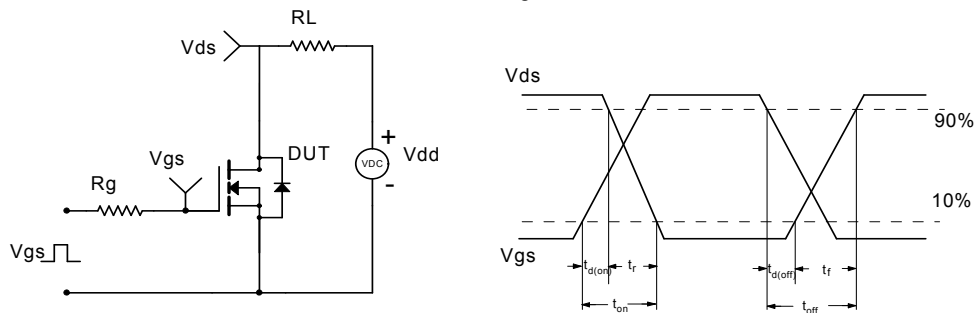 RL
Vds
Vgs
DUT
VDC
+
Vdd
-
Rg
Vgs
Vds
90%
10%
Vgs
td(on)
tr
td(off)
tf
ton
toff